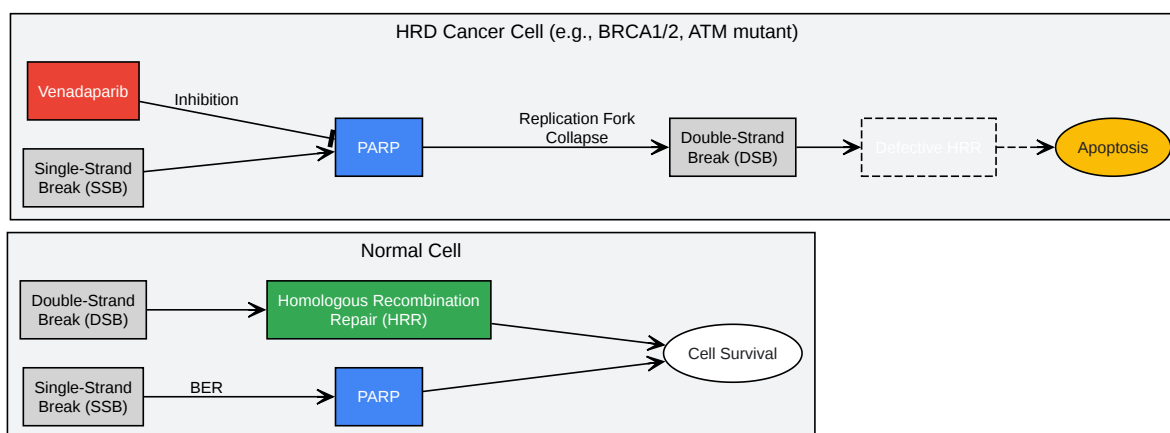 HRD Cancer Cell (e.g., BRCA1/2, ATM mutant)
Venadaparib
Inhibition
Single-Strand
Break (SSB)
PARP
Replication Fork
Collapse
Double-Strand
Break (DSB)
Defective HRR
Apoptosis
Normal Cell
Double-Strand
Break (DSB)
Homologous Recombination
Repair (HRR)
Single-Strand
Break (SSB)
BER
PARP
Cell Survival